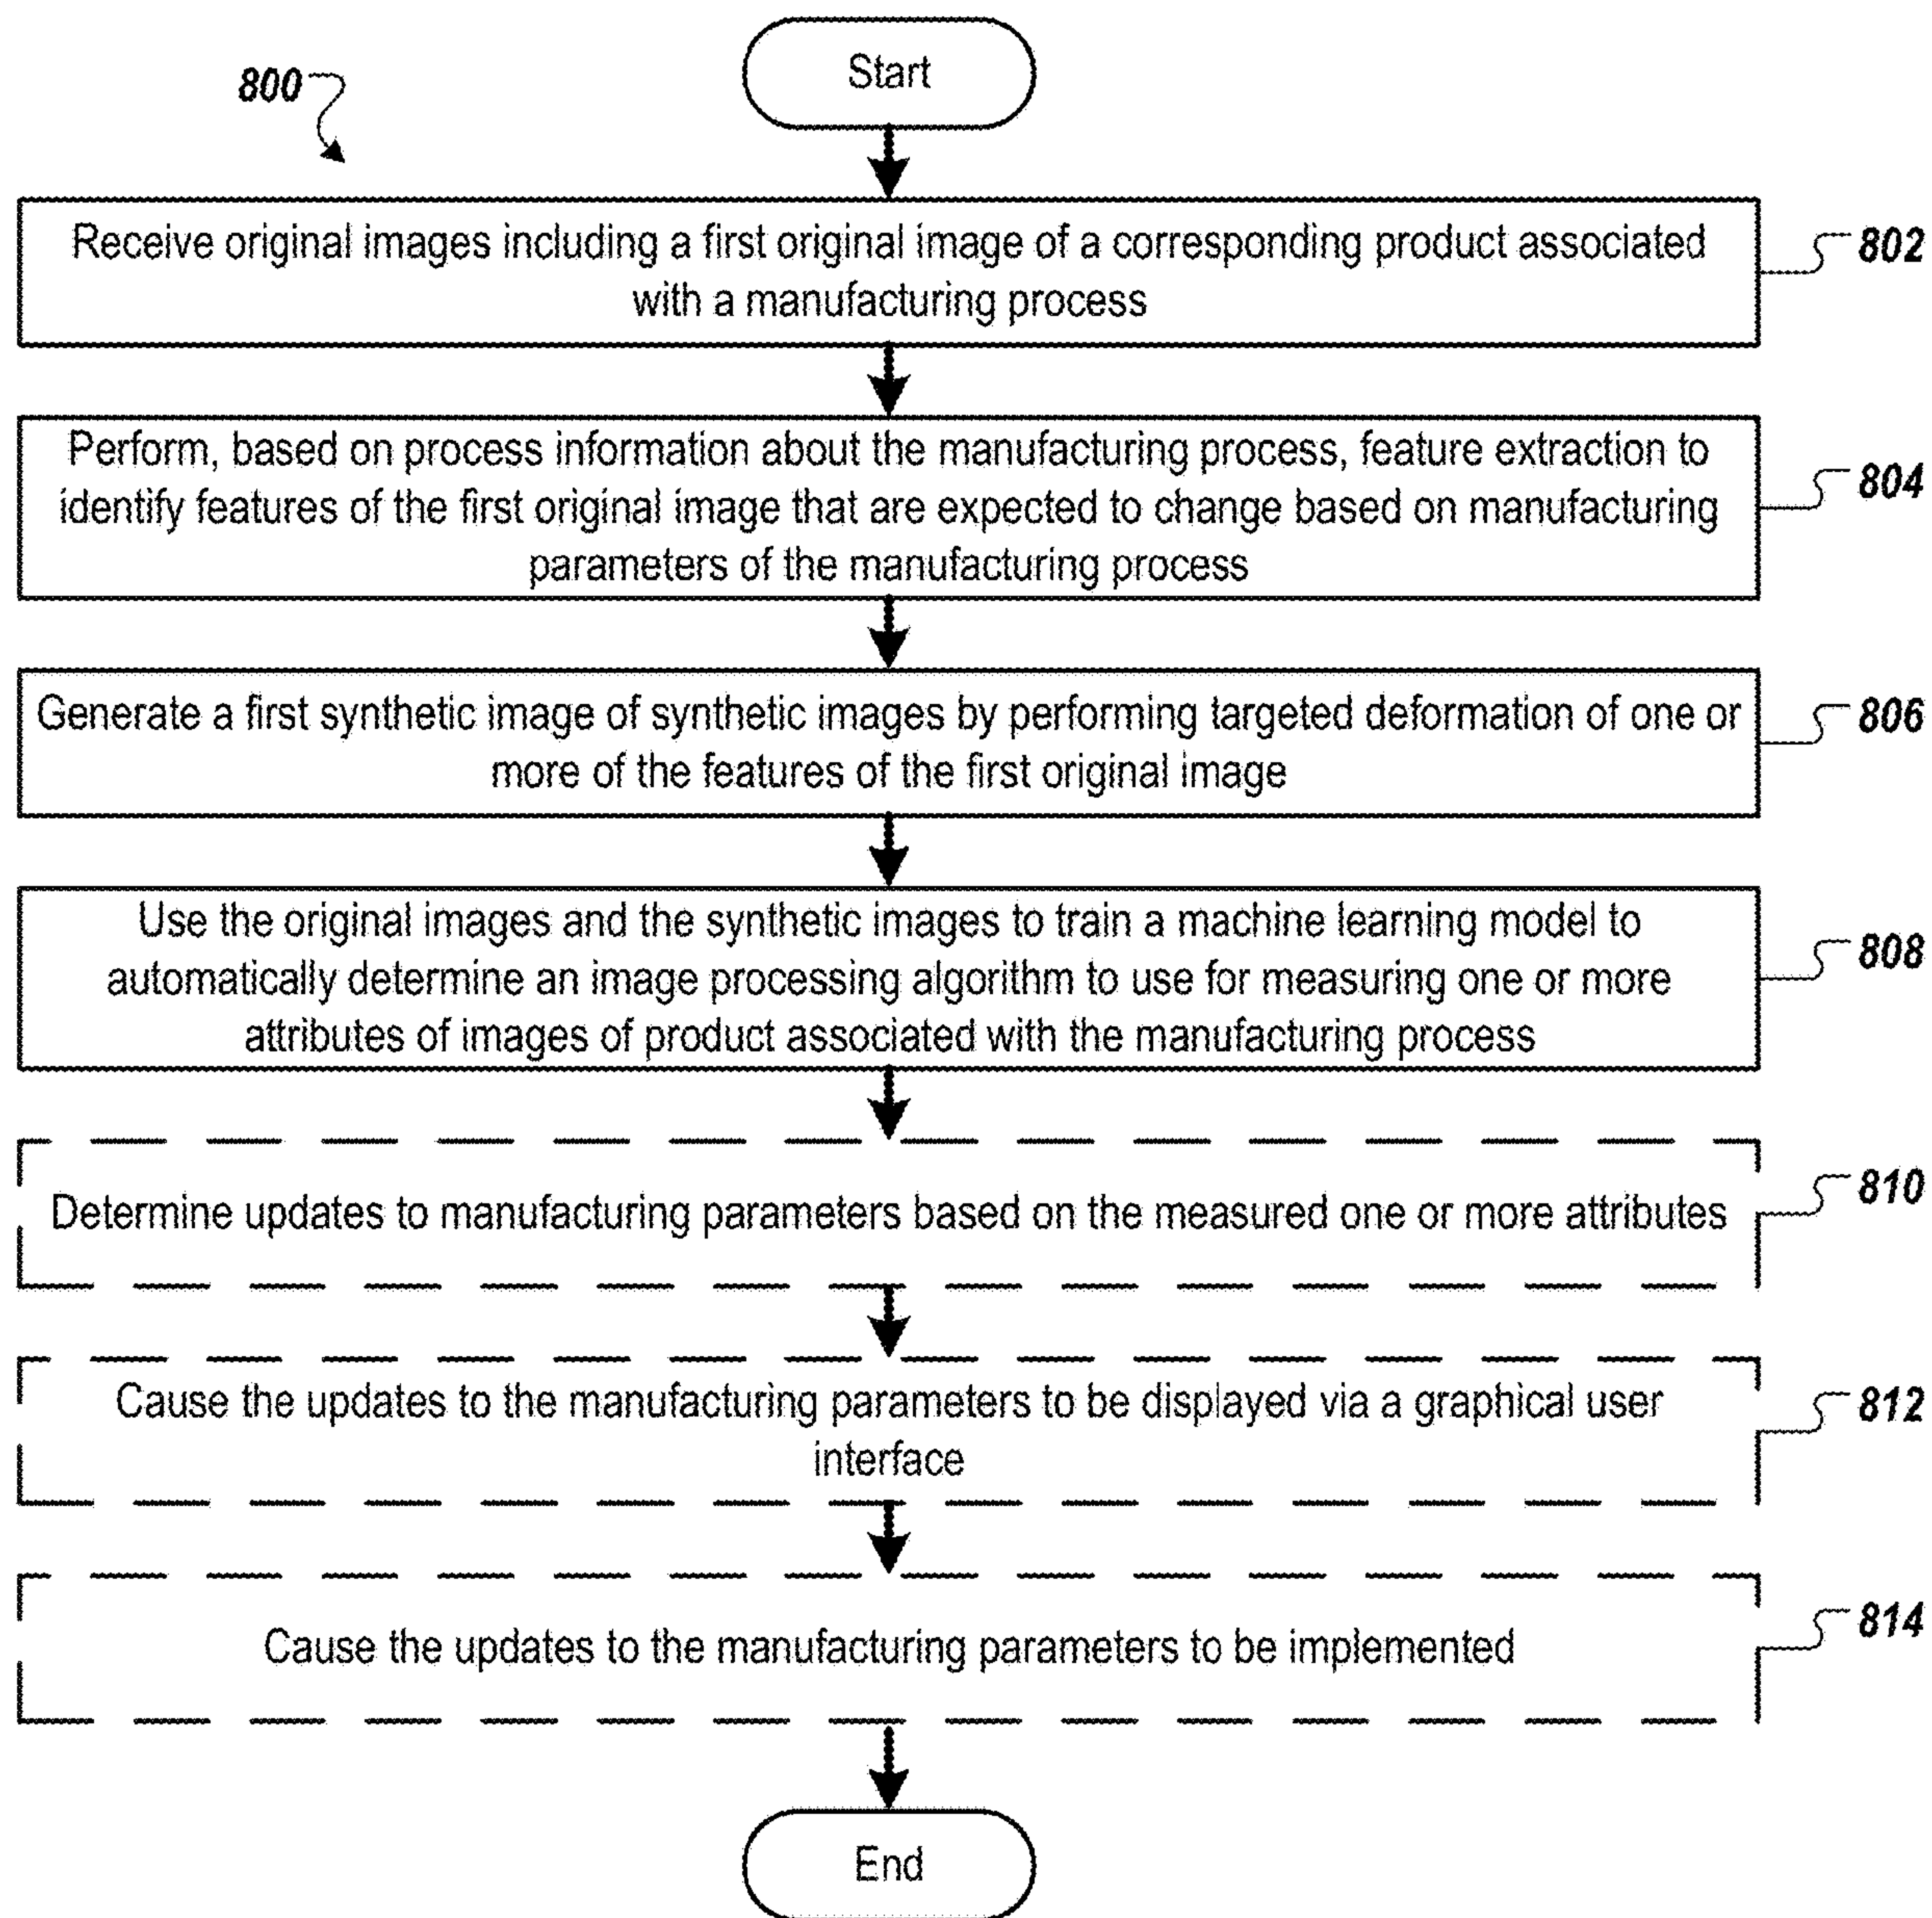 Start
800
Receive original images including a first original image of a corresponding product associated
with a manufacturing process
802
Perform, based on process information about the manufacturing process, feature extraction to
identify features of the first original image that are expected to change based on manufacturing
parameters of the manufacturing process
804
Generate a first synthetic image of synthetic images by performing targeted deformation of one or
more of the features of the first original image
806
Use the original images and the synthetic images to train a machine learning model to
automatically determine an image processing algorithm to use for measuring one or more
attributes of images of product associated with the manufacturing process
808
Determine updates to manufacturing parameters based on the measured one or more attributes
810
Cause the updates to the manufacturing parameters to be displayed via a graphical user
interface
812
Cause the updates to the manufacturing parameters to be implemented
814
End